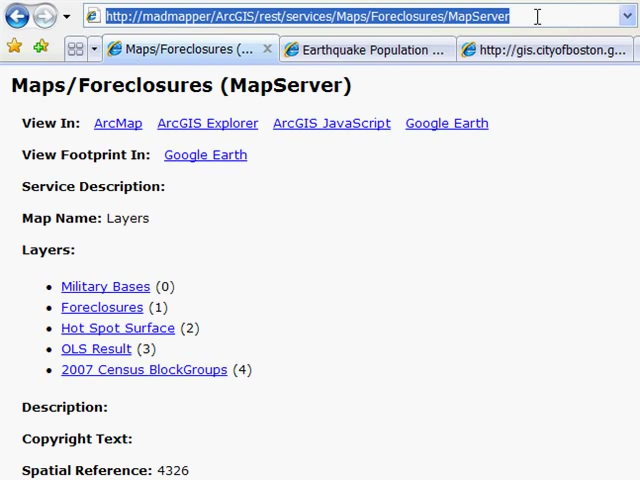 http://madmapper/ArcGIS/rest/services/Maps/Foreclosures/MapServer
Maps/Foreclosures (... Earthquake Population ... http://gis.cityofboston.g...
Maps/Foreclosures (MapServer)
View In: ArcMap ArcGIS Explorer ArcGIS JavaScript Google Earth
View Footprint In: Google Earth
Service Description:
Map Name: Layers
Layers:
• Military Bases (0)
• Foreclosures (1)
• Hot Spot Surface (2)
• OLS Result (3)
• 2007 Census BlockGroups (4)
Description:
Copyright Text:
Spatial Reference: 4326